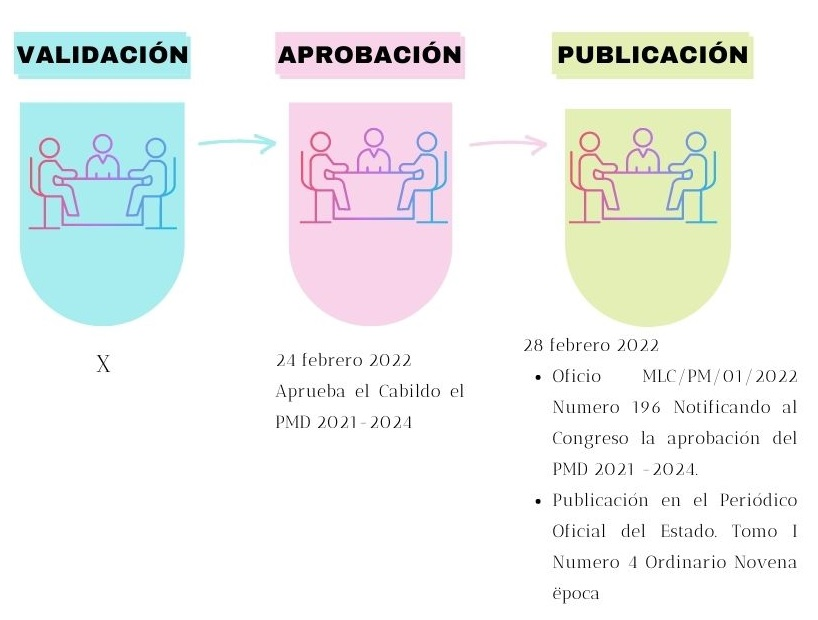 VALIDACIÓN
APROBACIÓN
PUBLICACIÓN
X
24 febrero 2022
Aprueba el Cabildo el
PMD 2021-2024
28 febrero 2022
• Oficio MLC/PM/01/2022
Numero 196 Notificando al
Congreso la aprobación del
PMD 2021 -2024.
• Publicación en el Periódico
Oficial del Estado. Tomo I
Numero 4 Ordinario Novena
ëpoca